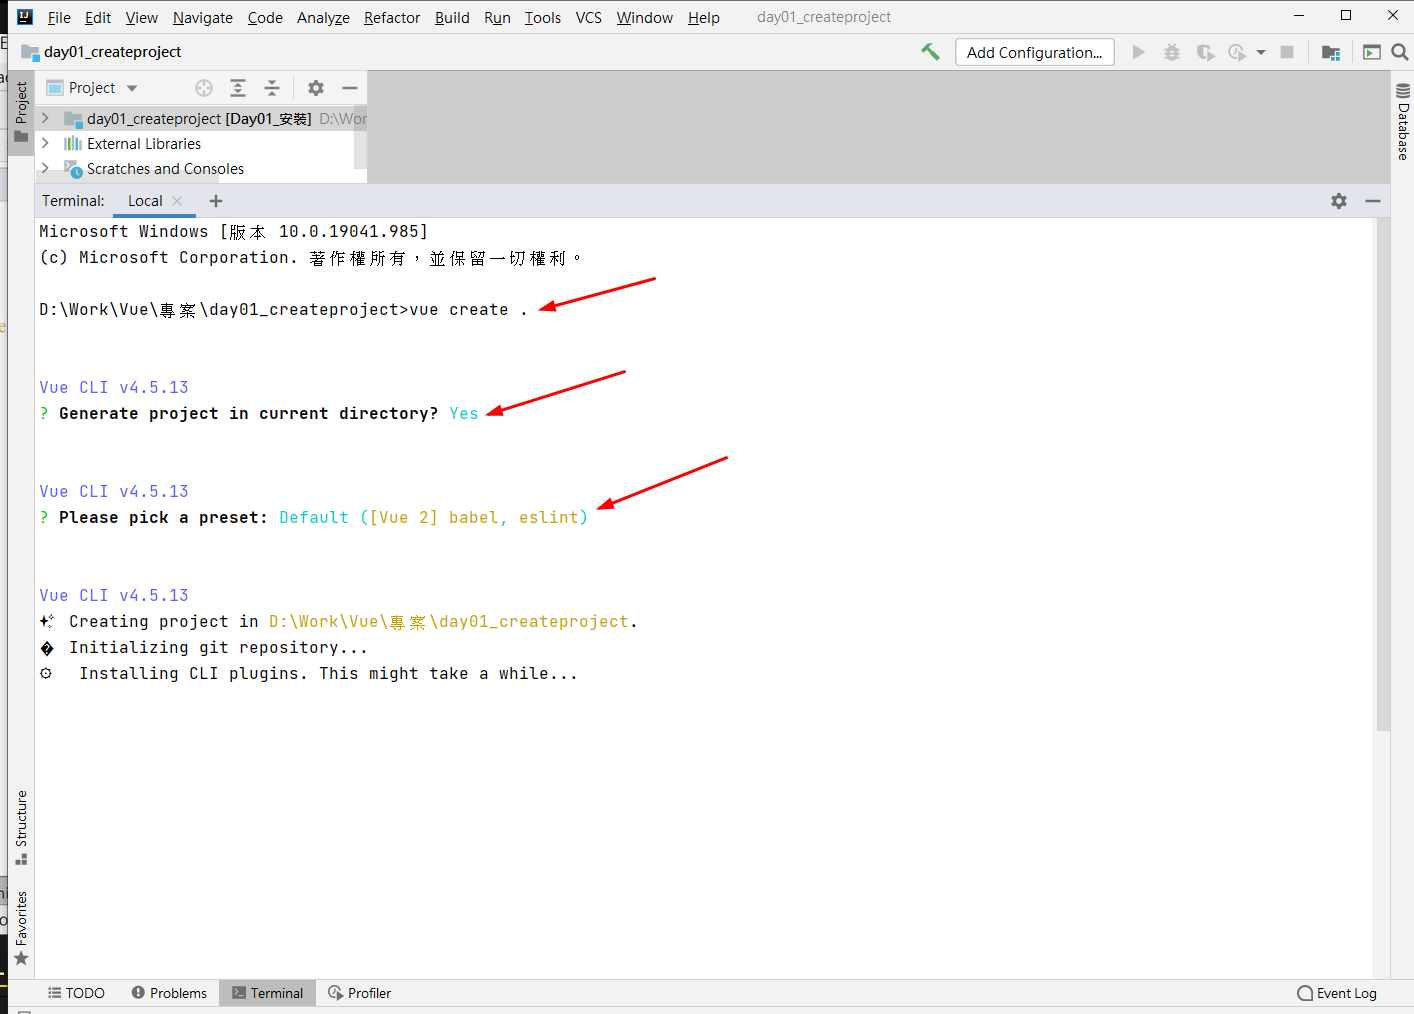 File Edit View Navigate Code Analyze Refactor Build Run Tools VCS Window Help day01_createproject
day01_createproject
Add Configuration...
Project
Project
day01_createproject [Day01_安裝] D:\Wor
External Libraries
Scratches and Consoles
Database
Terminal: Local
Microsoft Windows [版本 10.0.19041.985]
(c) Microsoft Corporation. 著作權所有，並保留一切權利。
D:\Work\Vue\專案\day01_createproject>vue create .
Vue CLI v4.5.13
? Generate project in current directory? Yes
Vue CLI v4.5.13
? Please pick a preset: Default ([Vue 2] babel, eslint)
Vue CLI v4.5.13
Creating project in D:\Work\Vue\專案\day01_createproject.
� Initializing git repository...
Installing CLI plugins. This might take a while...
Structure
Favorites
TODO Problems Terminal Profiler Event Log